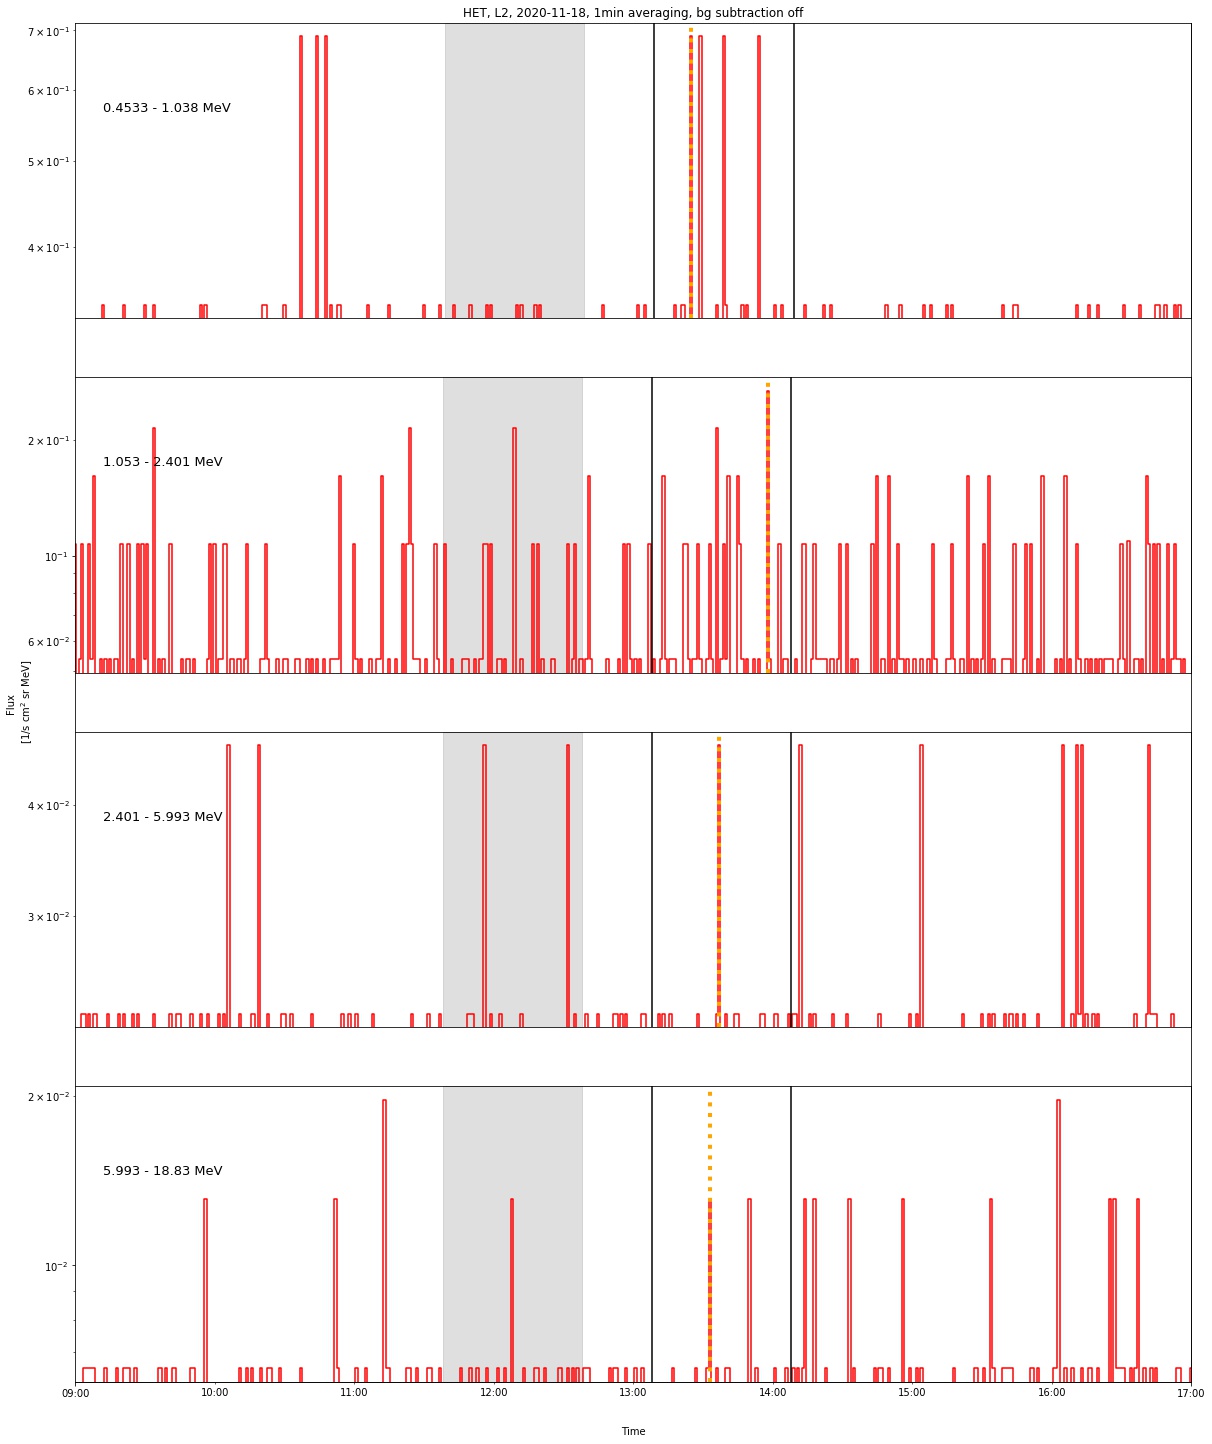 HET, L2, 2020-11-18, 1min averaging, bg subtraction off
7 × 10⁻¹
6 × 10⁻¹
0.4533 - 1.038 MeV
5 × 10⁻¹
4 × 10⁻¹
2 × 10⁻¹
1.053 - 2.401 MeV
10⁻¹
6 × 10⁻²
Flux
[1/s cm² sr MeV]
4 × 10⁻²
2.401 - 5.993 MeV
3 × 10⁻²
2 × 10⁻²
5.993 - 18.83 MeV
10⁻²
09:00 10:00 11:00 12:00 13:00 14:00 15:00 16:00 17:00
Time